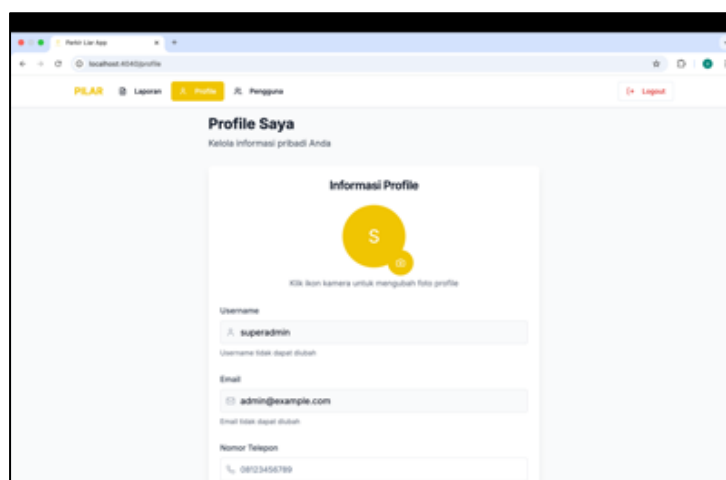 Parkir Liar App
localhost:4040/profile
PILAR Laporan Profile Pengguna Logout
Profile Saya
Kelola informasi pribadi Anda
Informasi Profile
S
Klik ikon kamera untuk mengubah foto profile
Username
superadmin
Username tidak dapat diubah
Email
admin@example.com
Email tidak dapat diubah
Nomor Telepon
08123456789